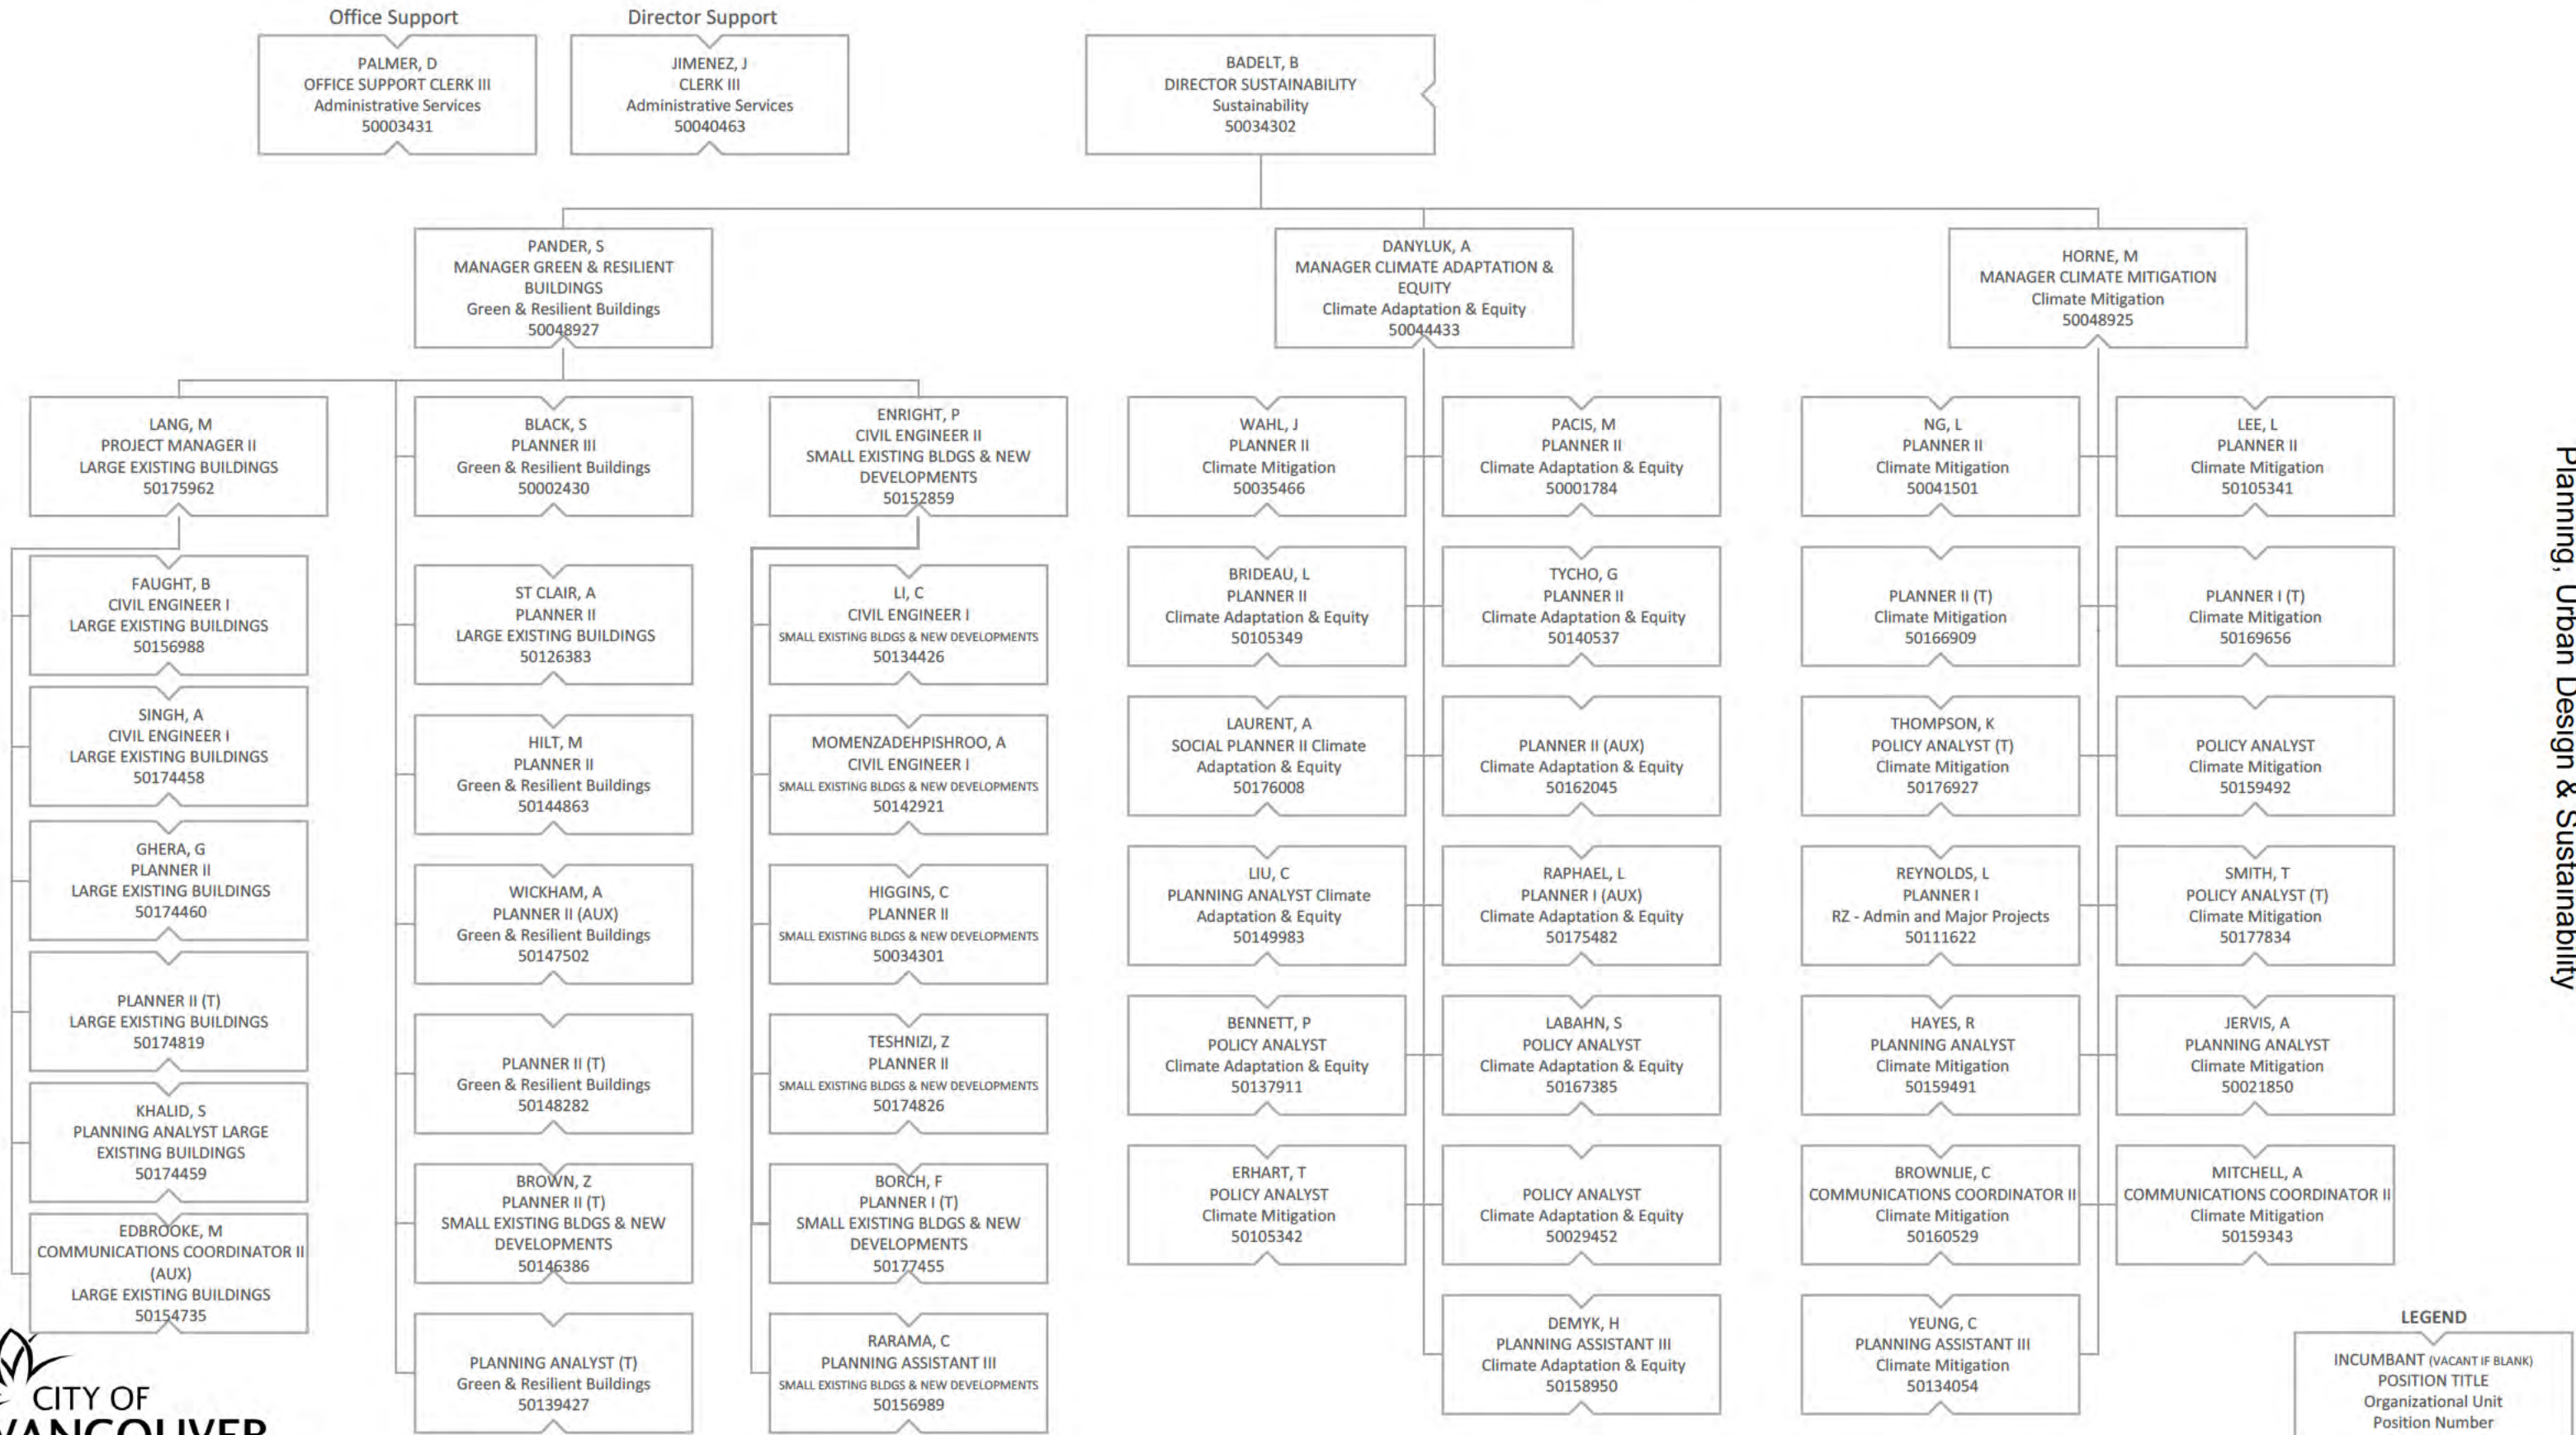 Office Support
PALMER, D
OFFICE SUPPORT CLERK III
Administrative Services
50003431
Director Support
JIMENEZ, J
CLERK III
Administrative Services
50040463
BADELT, B
DIRECTOR SUSTAINABILITY
Sustainability
50034302
PANDER, S
MANAGER GREEN & RESILIENT
BUILDINGS
Green & Resilient Buildings
50048927
DANYLUK, A
MANAGER CLIMATE ADAPTATION &
EQUITY
Climate Adaptation & Equity
50044433
HORNE, M
MANAGER CLIMATE MITIGATION
Climate Mitigation
50048925
LANG, M
PROJECT MANAGER II
LARGE EXISTING BUILDINGS
50175962
FAUGHT, B
CIVIL ENGINEER I
LARGE EXISTING BUILDINGS
50156988
SINGH, A
CIVIL ENGINEER I
LARGE EXISTING BUILDINGS
50174458
GHERA, G
PLANNER II
LARGE EXISTING BUILDINGS
50174460
PLANNER II (T)
LARGE EXISTING BUILDINGS
50174819
KHALID, S
PLANNING ANALYST LARGE
EXISTING BUILDINGS
50174459
EDBROOKE, M
COMMUNICATIONS COORDINATOR II
(AUX)
LARGE EXISTING BUILDINGS
50154735
BLACK, S
PLANNER III
Green & Resilient Buildings
50002430
ST CLAIR, A
PLANNER II
LARGE EXISTING BUILDINGS
50126383
HILT, M
PLANNER II
Green & Resilient Buildings
50144863
WICKHAM, A
PLANNER II (AUX)
Green & Resilient Buildings
50147502
PLANNER II (T)
Green & Resilient Buildings
50148282
BROWN, Z
PLANNER II (T)
SMALL EXISTING BLDGS & NEW
DEVELOPMENTS
50146386
PLANNING ANALYST (T)
Green & Resilient Buildings
50139427
ENRIGHT, P
CIVIL ENGINEER II
SMALL EXISTING BLDGS & NEW
DEVELOPMENTS
50152859
LI, C
CIVIL ENGINEER I
SMALL EXISTING BLDGS & NEW DEVELOPMENTS
50134426
MOMENZADEHPISHROO, A
CIVIL ENGINEER I
SMALL EXISTING BLDGS & NEW DEVELOPMENTS
50142921
HIGGINS, C
PLANNER II
SMALL EXISTING BLDGS & NEW DEVELOPMENTS
50034301
TESHNIZI, Z
PLANNER II
SMALL EXISTING BLDGS & NEW DEVELOPMENTS
50174826
BORCH, F
PLANNER I (T)
SMALL EXISTING BLDGS & NEW
DEVELOPMENTS
50177455
RARAMA, C
PLANNING ASSISTANT III
SMALL EXISTING BLDGS & NEW DEVELOPMENTS
50156989
WAHL, J
PLANNER II
Climate Mitigation
50035466
PACIS, M
PLANNER II
Climate Adaptation & Equity
50001784
BRIDEAU, L
PLANNER II
Climate Adaptation & Equity
50105349
TYCHO, G
PLANNER II
Climate Adaptation & Equity
50140537
LAURENT, A
SOCIAL PLANNER II Climate
Adaptation & Equity
50176008
PLANNER II (AUX)
Climate Adaptation & Equity
50162045
LIU, C
PLANNING ANALYST Climate
Adaptation & Equity
50149983
RAPHAEL, L
PLANNER I (AUX)
Climate Adaptation & Equity
50175482
BENNETT, P
POLICY ANALYST
Climate Adaptation & Equity
50137911
LABAHN, S
POLICY ANALYST
Climate Adaptation & Equity
50167385
ERHART, T
POLICY ANALYST
Climate Mitigation
50105342
POLICY ANALYST
Climate Adaptation & Equity
50029452
DEMYK, H
PLANNING ASSISTANT III
Climate Adaptation & Equity
50158950
NG, L
PLANNER II
Climate Mitigation
50041501
LEE, L
PLANNER II
Climate Mitigation
50105341
PLANNER II (T)
Climate Mitigation
50166909
PLANNER I (T)
Climate Mitigation
50169656
THOMPSON, K
POLICY ANALYST (T)
Climate Mitigation
50176927
POLICY ANALYST
Climate Mitigation
50159492
REYNOLDS, L
PLANNER I
RZ - Admin and Major Projects
50111622
SMITH, T
POLICY ANALYST (T)
Climate Mitigation
50177834
HAYES, R
PLANNING ANALYST
Climate Mitigation
50159491
JERVIS, A
PLANNING ANALYST
Climate Mitigation
50021850
BROWNLIE, C
COMMUNICATIONS COORDINATOR II
Climate Mitigation
50160529
MITCHELL, A
COMMUNICATIONS COORDINATOR II
Climate Mitigation
50159343
YEUNG, C
PLANNING ASSISTANT III
Climate Mitigation
50134054
Planning, Urban Design & Sustainability
LEGEND
INCUMBANT (VACANT IF BLANK)
POSITION TITLE
Organizational Unit
Position Number
CITY OF
VANCOUVER